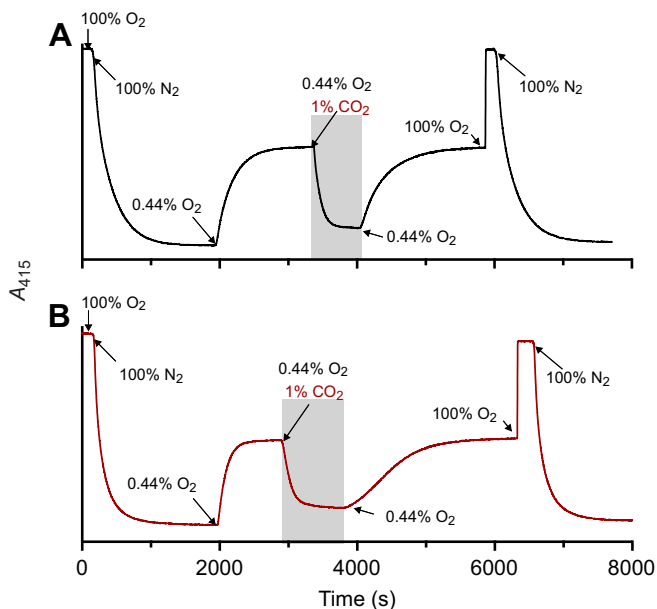 A
100% O₂
100% N₂
0.44% O₂
1% CO₂
100% O₂
100% N₂
0.44% O₂
0.44% O₂
A₄₁₅
B
100% O₂
100% N₂
0.44% O₂
1% CO₂
100% O₂
100% N₂
0.44% O₂
0.44% O₂
0 2000 4000 6000 8000
Time (s)